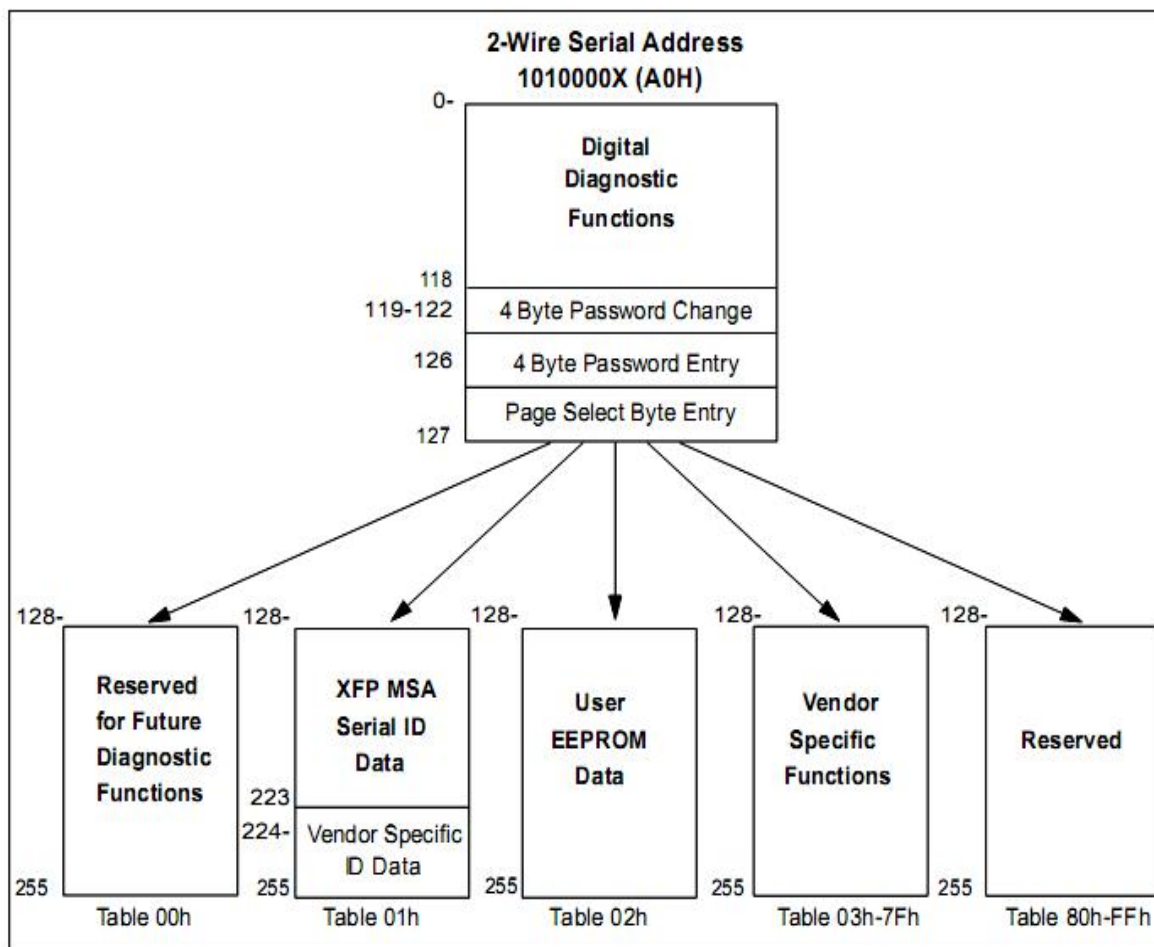 2-Wire Serial Address
1010000X (A0H)
0-
Digital
Diagnostic
Functions
118
119-122
4 Byte Password Change
126
4 Byte Password Entry
Page Select Byte Entry
127
128-
128-
128-
128-
128-
Reserved
for Future
Diagnostic
Functions
XFP MSA
Serial ID
Data
User
EEPROM
Data
Vendor
Specific
Functions
Reserved
223
224-
Vendor Specific
ID Data
255
255
255
255
255
Table 00h
Table 01h
Table 02h
Table 03h-7Fh
Table 80h-FFh